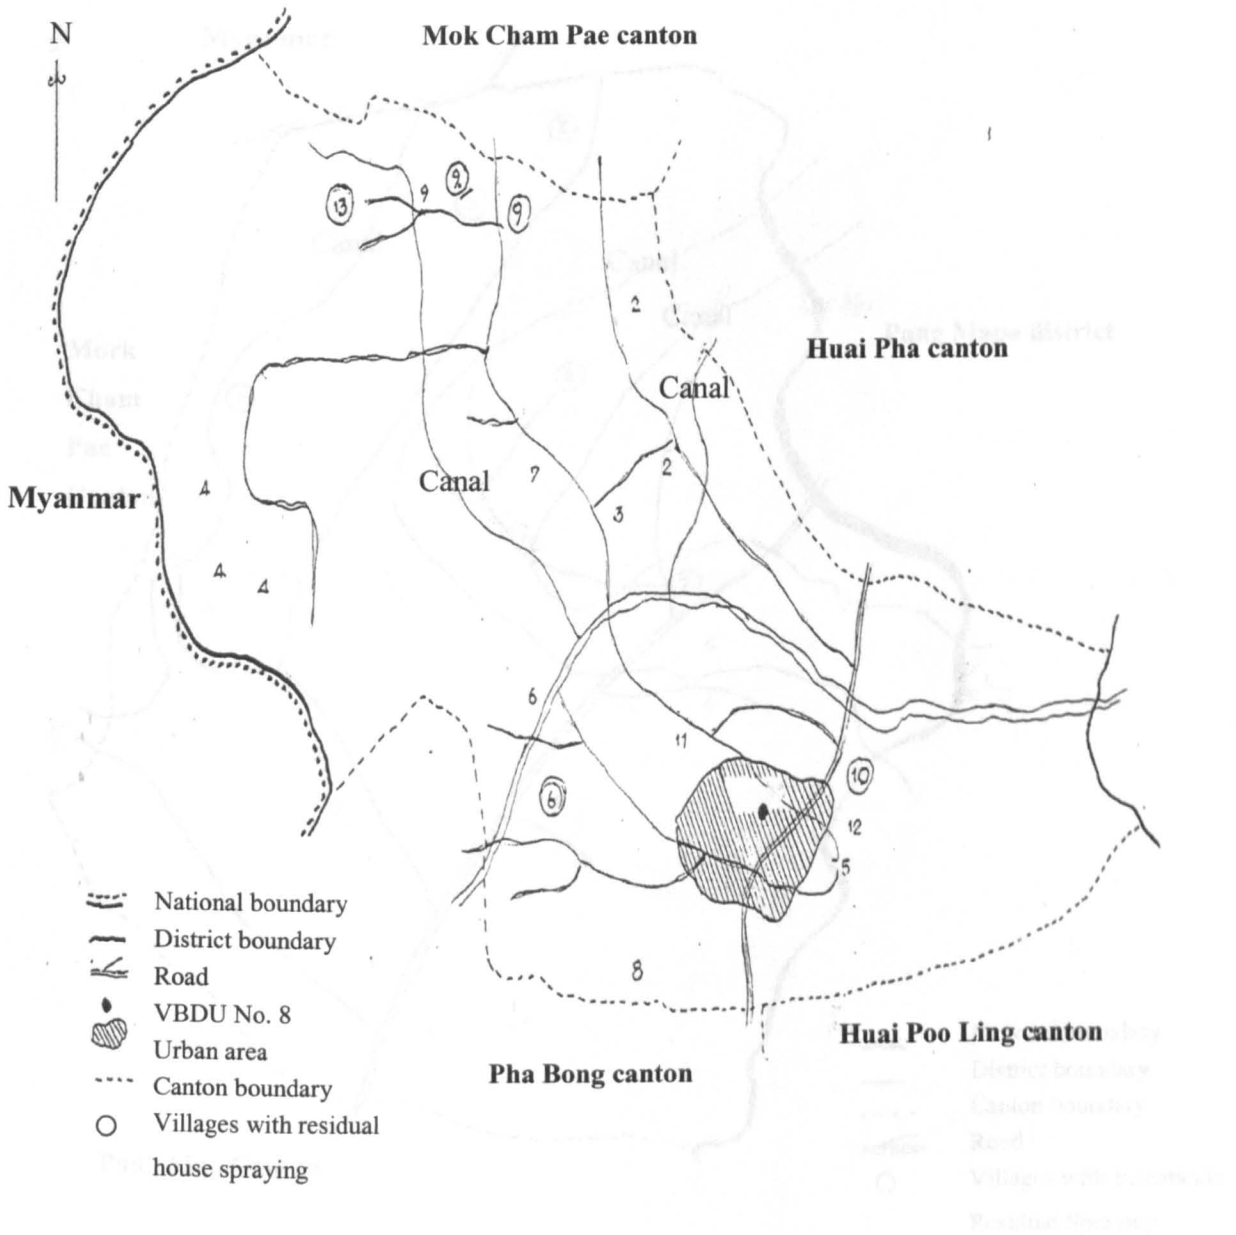 N
Mok Cham Pae canton
13
9
9
9
2
Huai Pha canton
Canal
2
Canal
7
3
Myanmar
4
4
4
6
11
6
10
12
5
8
National boundary
District boundary
Road
VBDU No. 8
Urban area
Canton boundary
Villages with residual
house spraying
Huai Poo Ling canton
Pha Bong canton